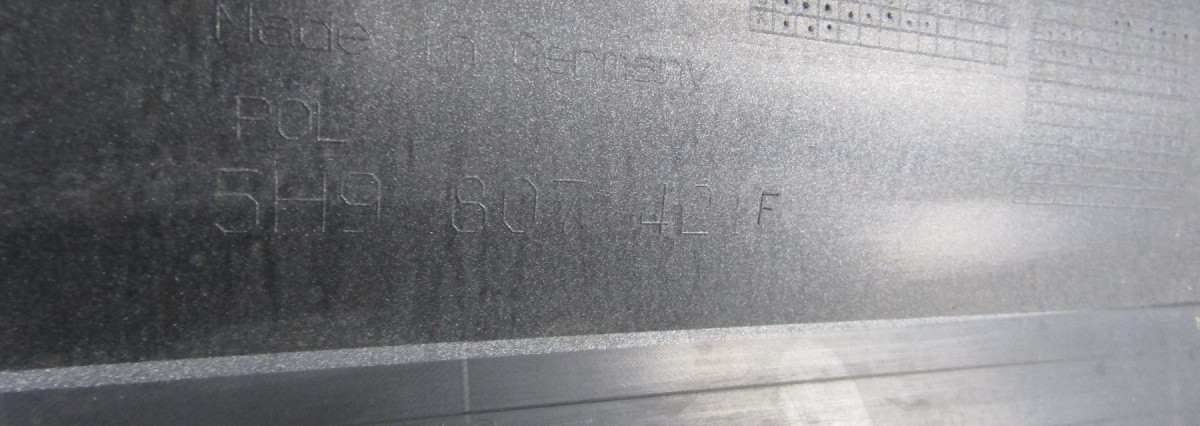 Made in Germany
POL
5H9 807 421 F